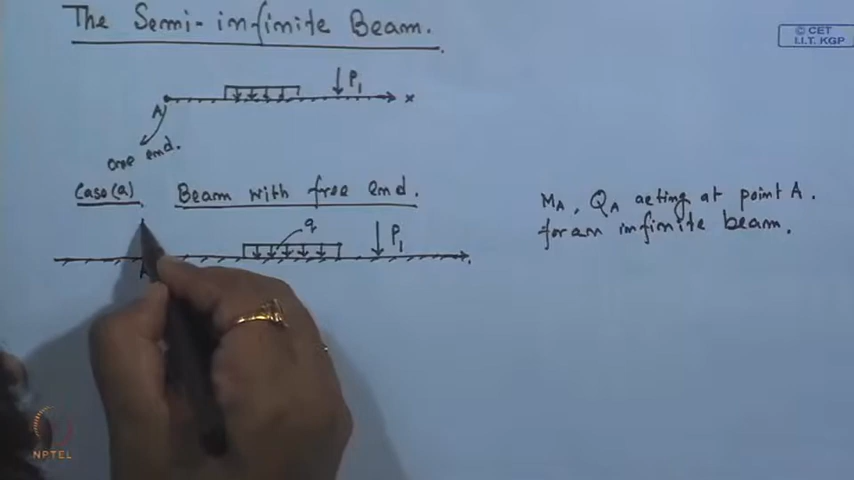 The Semi-infinite Beam.
© CET
I.I.T. KGP
P1
A
x
one end.
Case(a) Beam with free end.
q
P1
A
MA, QA acting at point A.
for an infinite beam.
NPTEL